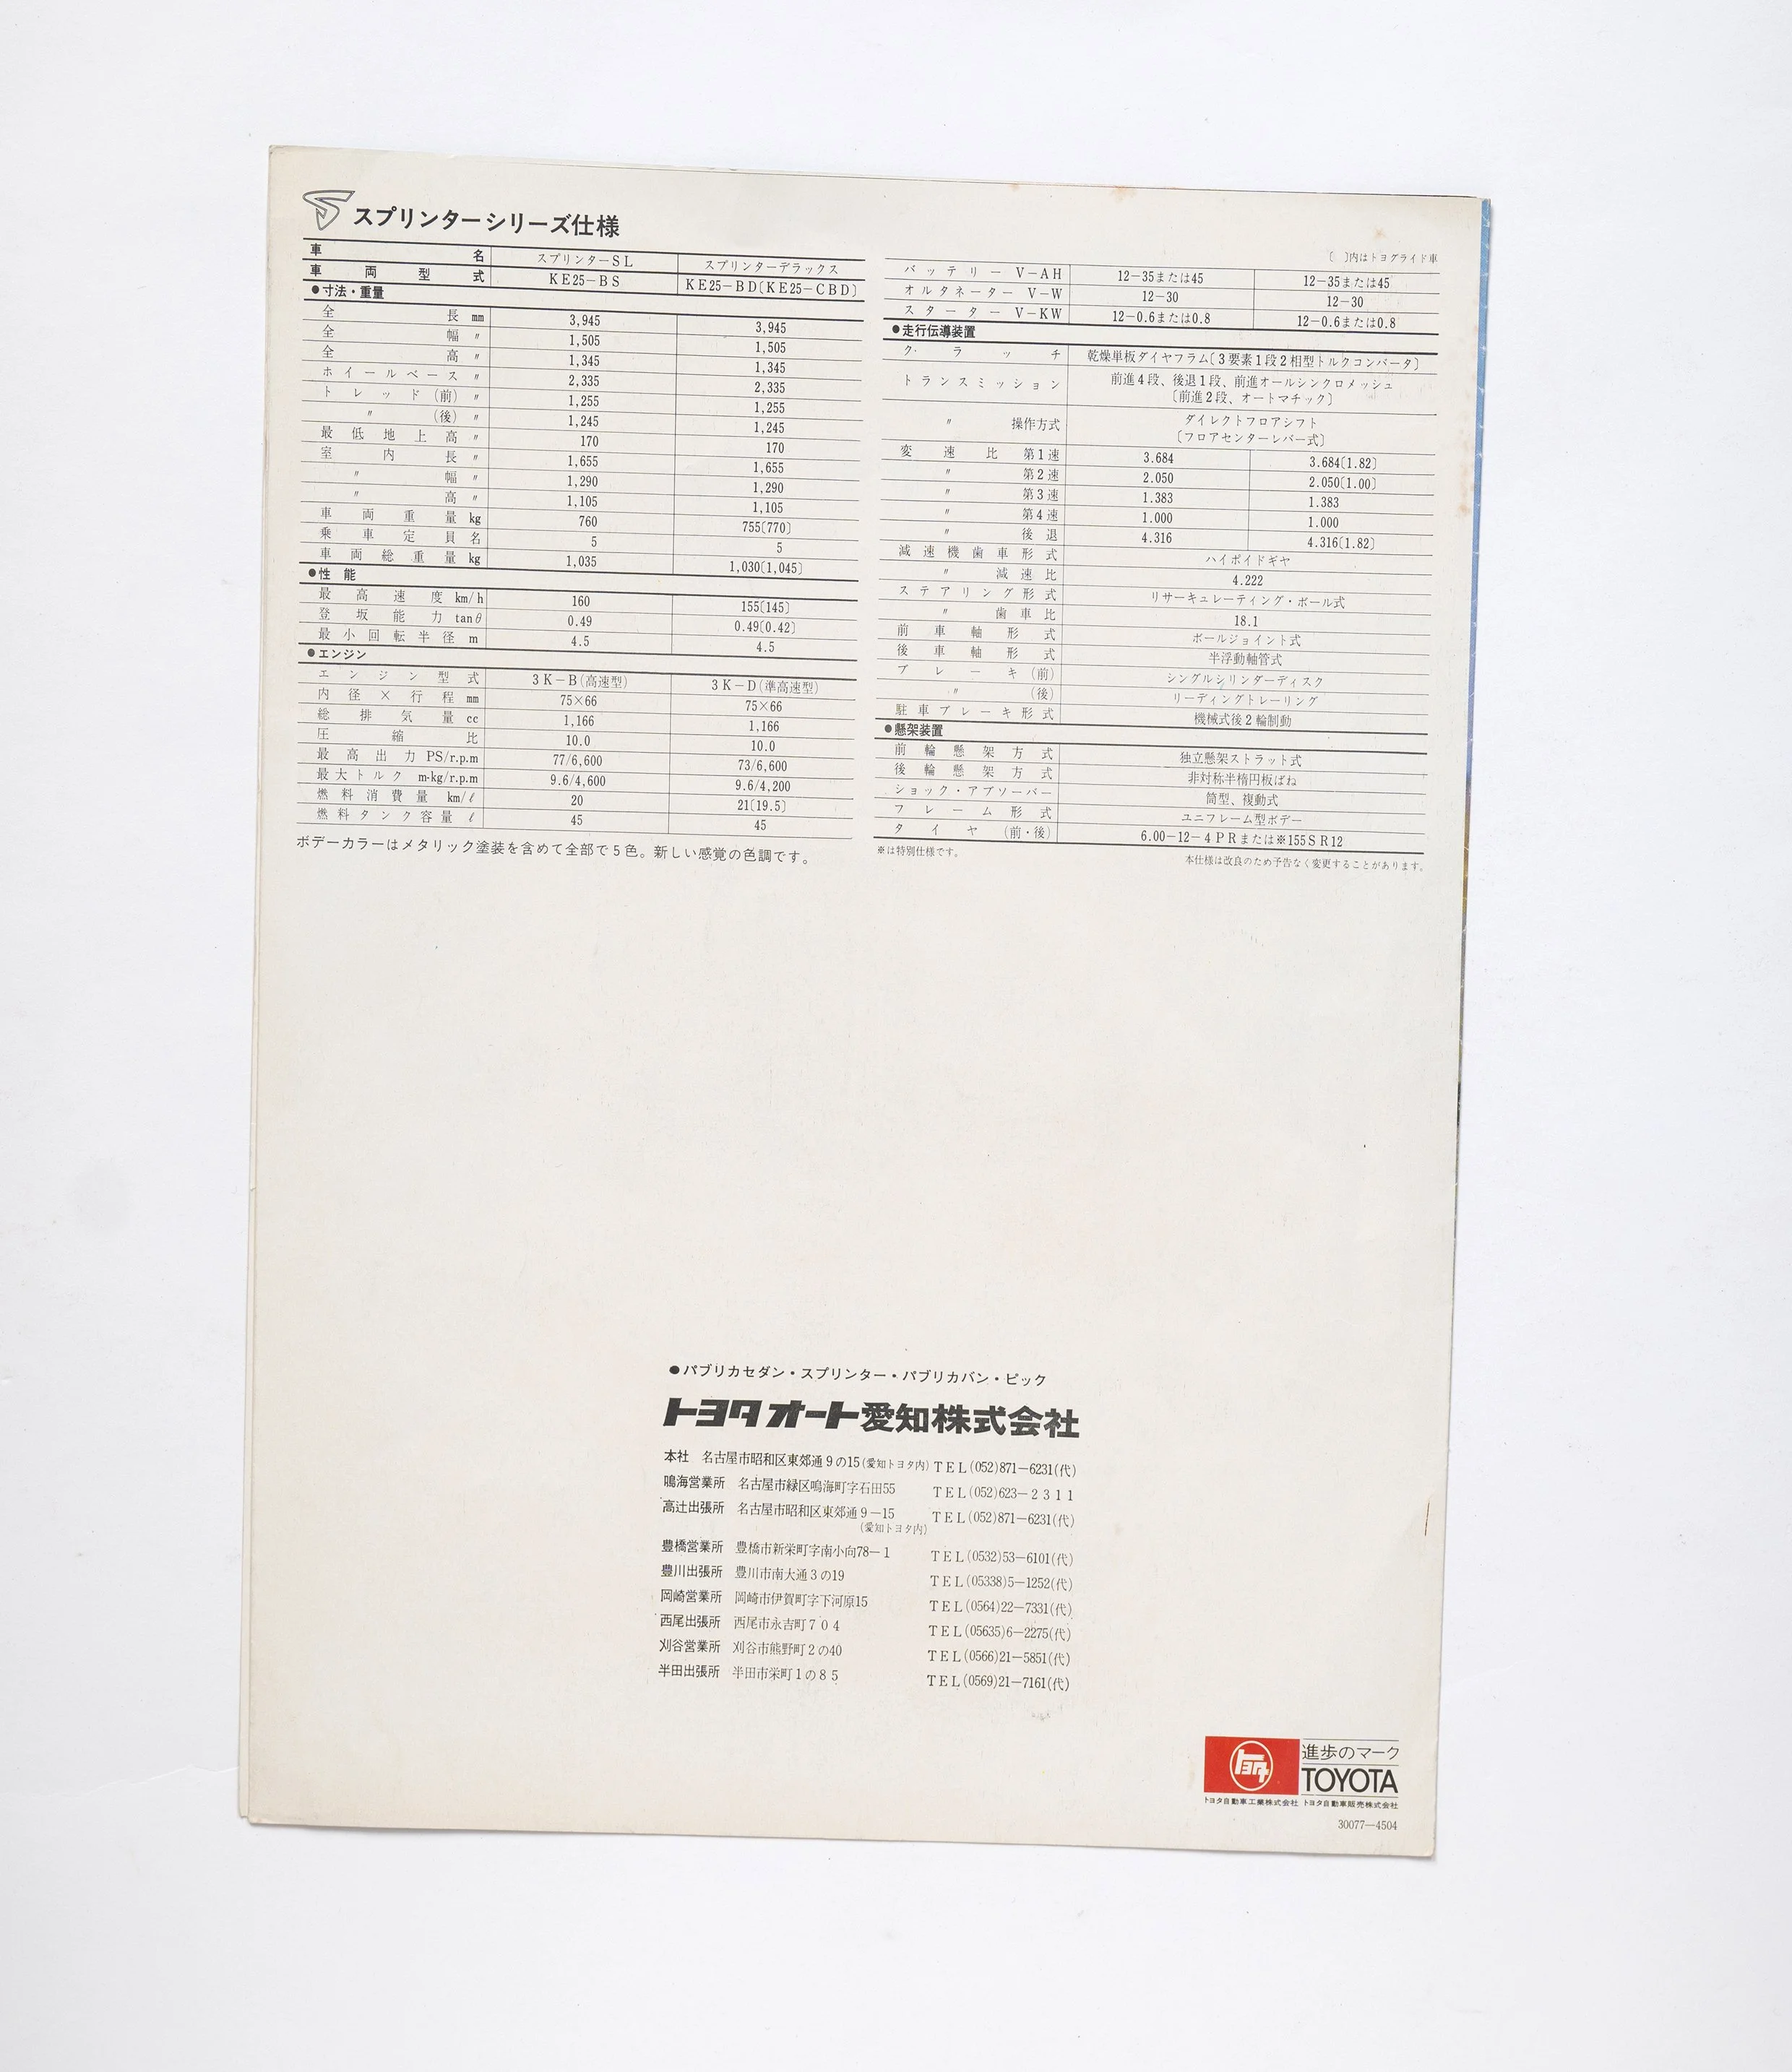 スプリンターシリーズ仕様
車名 スプリンターSL スプリンターデラックス
車両型式 KE25-BS KE25-BD〔KE25-CBD〕
●寸法・重量
全長 mm 3,945 3,945
全幅 〃 1,505 1,505
全高 〃 1,345 1,345
ホイールベース 〃 2,335 2,335
トレッド(前) 〃 1,255 1,255
〃(後) 〃 1,245 1,245
最低地上高 〃 170 170
室内長 〃 1,655 1,655
〃幅 〃 1,290 1,290
〃高 〃 1,105 1,105
車両重量 kg 760 755〔770〕
乗車定員 名 5 5
車両総重量 kg 1,035 1,030〔1,045〕
●性能
最高速度 km/h 160 155〔145〕
登坂能力 tanθ 0.49 0.49〔0.42〕
最小回転半径 m 4.5 4.5
●エンジン
エンジン型式 3K-B(高速型) 3K-D(準高速型)
内径×行程 mm 75×66 75×66
総排気量 cc 1,166 1,166
圧縮比 10.0 10.0
最高出力 PS/r.p.m 77/6,600 73/6,600
最大トルク m-kg/r.p.m 9.6/4,600 9.6/4,200
燃料消費量 km/ℓ 20 21〔19.5〕
燃料タンク容量 ℓ 45 45
ボデーカラーはメタリック塗装を含めて全部で5色。新しい感覚の色調です。
〔 〕内はトヨグライド車
バッテリー V-AH 12-35または45 12-35または45
オルタネーター V-W 12-30 12-30
スターター V-KW 12-0.6または0.8 12-0.6または0.8
●走行伝導装置
クラッチ 乾燥単板ダイヤフラム〔3要素1段2相型トルクコンバータ〕
トランスミッション 前進4段、後退1段、前進オールシンクロメッシュ
〔前進2段、オートマチック〕
〃 操作方式 ダイレクトフロアシフト
〔フロアセンターレバー式〕
変速比 第1速 3.684 3.684〔1.82〕
〃 第2速 2.050 2.050〔1.00〕
〃 第3速 1.383 1.383
〃 第4速 1.000 1.000
〃 後退 4.316 4.316〔1.82〕
減速機歯車形式 ハイポイドギヤ
〃 減速比 4.222
ステアリング形式 リサーキュレーティング・ボール式
〃 歯車比 18.1
前車軸形式 ボールジョイント式
後車軸形式 半浮動軸管式
ブレーキ(前) シングルシリンダーディスク
〃(後) リーディングトレーリング
駐車ブレーキ形式 機械式後2輪制動
●懸架装置
前輪懸架方式 独立懸架ストラット式
後輪懸架方式 非対称半楕円板ばね
ショック・アブソーバー 筒型、複動式
フレーム形式 ユニフレーム型ボデー
タイヤ(前・後) 6.00-12-4PRまたは※155SR12
※は特別仕様です。 本仕様は改良のため予告なく変更することがあります。
●パブリカセダン・スプリンター・パブリカバン・ピック
トヨタオート愛知株式会社
本社 名古屋市昭和区東郊通9の15(愛知トヨタ内) TEL(052)871-6231(代)
鳴海営業所 名古屋市緑区鳴海町字石田55 TEL(052)623-2311
高辻出張所 名古屋市昭和区東郊通9-15 TEL(052)871-6231(代)
(愛知トヨタ内)
豊橋営業所 豊橋市新栄町字南小向78-1 TEL(0532)53-6101(代)
豊川出張所 豊川市南大通3の19 TEL(05338)5-1252(代)
岡崎営業所 岡崎市伊賀町字下河原15 TEL(0564)22-7331(代)
西尾出張所 西尾市永吉町704 TEL(05635)6-2275(代)
刈谷営業所 刈谷市熊野町2の40 TEL(0566)21-5851(代)
半田出張所 半田市栄町1の85 TEL(0569)21-7161(代)
トヨタ 進歩のマーク
TOYOTA
トヨタ自動車工業株式会社 トヨタ自動車販売株式会社
30077-4504